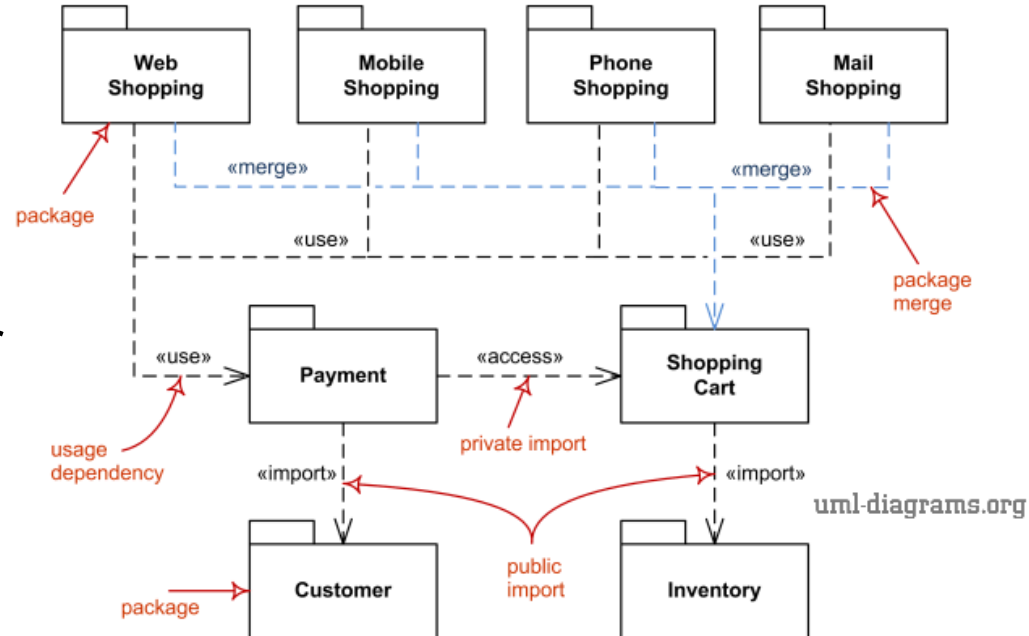 Web
Shopping
Mobile
Shopping
Phone
Shopping
Mail
Shopping
«merge»
«merge»
package
«use»
«use»
package
merge
«use»
Payment
«access»
Shopping
Cart
usage
dependency
private import
«import»
«import»
uml-diagrams.org
public
import
package
Customer
Inventory